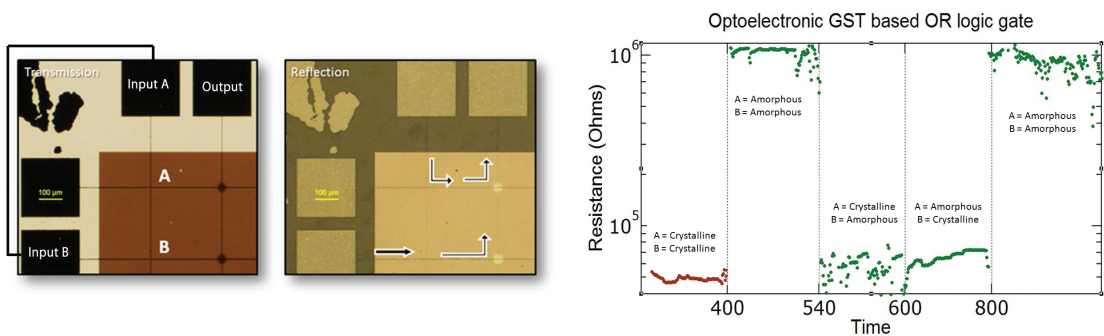 Transmission
Input A
Output
A
100 µm
B
Input B
Reflection
100 µm
Optoelectronic GST based OR logic gate
Resistance (Ohms)
10⁶
10⁵
A = Crystalline
B = Crystalline
A = Amorphous
B = Amorphous
A = Crystalline
B = Amorphous
A = Amorphous
B = Crystalline
A = Amorphous
B = Amorphous
400
540
600
800
Time